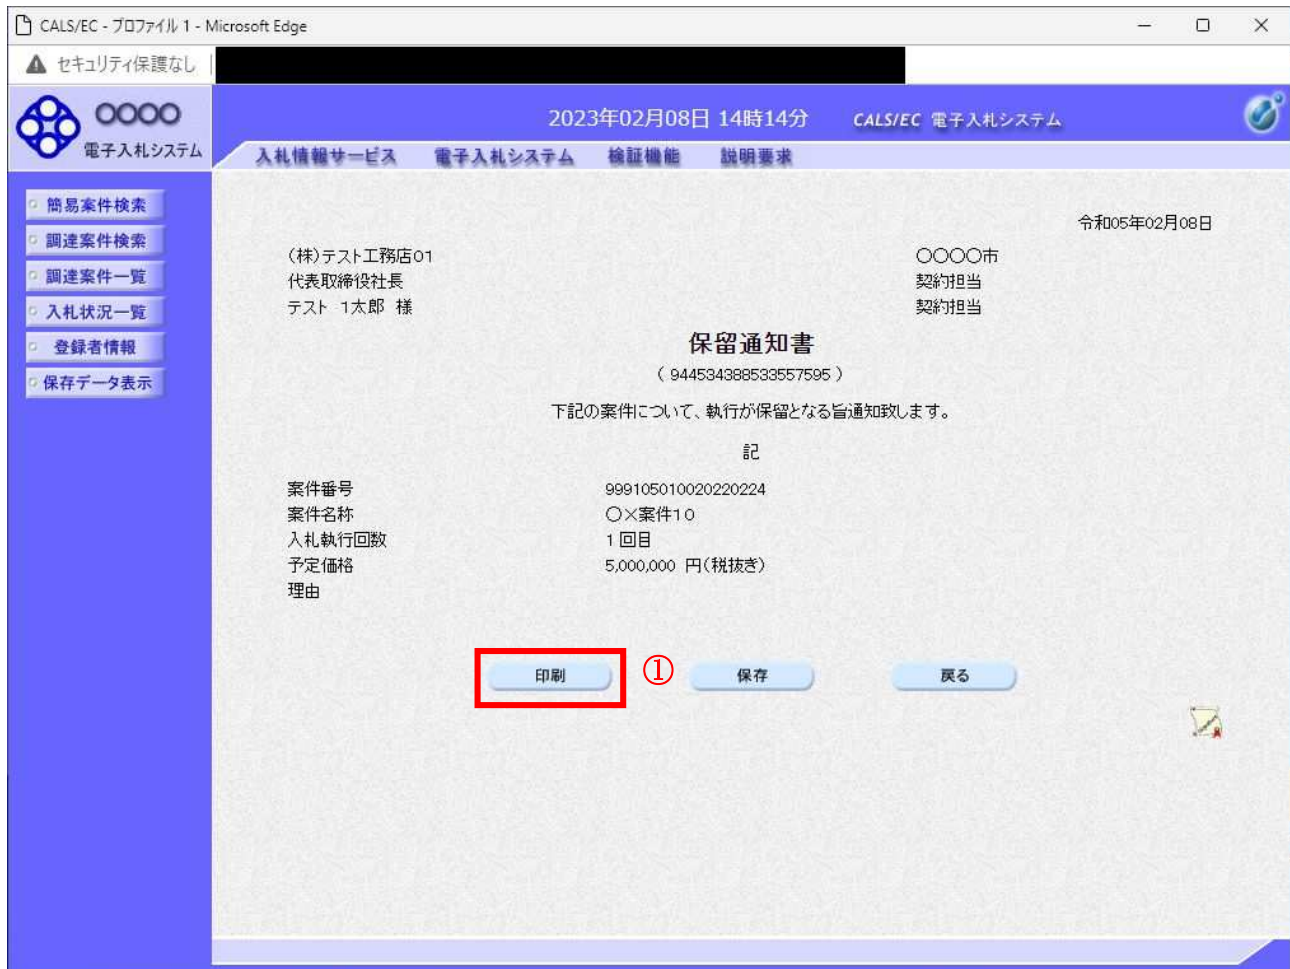 CALS/EC - プロファイル 1 - Microsoft Edge
セキュリティ保護なし
〇〇〇〇
電子入札システム
2023年02月08日 14時14分 CALS/EC 電子入札システム
入札情報サービス 電子入札システム 検証機能 説明要求
簡易案件検索
調達案件検索
調達案件一覧
入札状況一覧
登録者情報
保存データ表示
令和05年02月08日
(株)テスト工務店01 〇〇〇〇市
代表取締役社長 契約担当
テスト 1太郎 様 契約担当
保留通知書
( 944534388533557595 )
下記の案件について、執行が保留となる旨通知致します。
記
案件番号 999105010020220224
案件名称 〇×案件10
入札執行回数 1回目
予定価格 5,000,000 円(税抜き)
理由
印刷 ① 保存 戻る